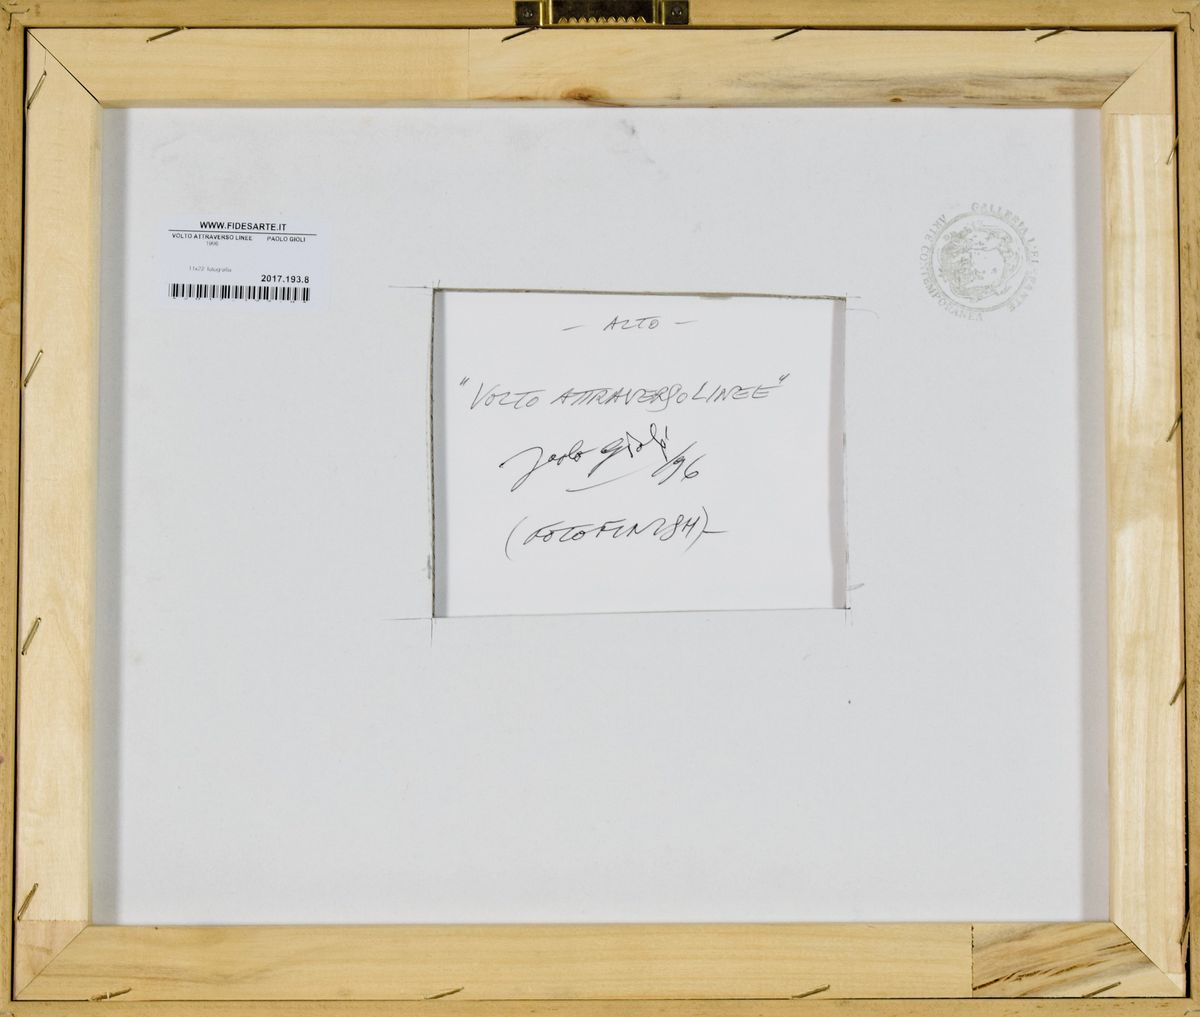 WWW.FIDESARTE.IT
VOLTO ATTRAVERSO LINEE PAOLO GIOLI
1996
11x22 fotografia
2017.193.8
GALLERIA L'ELEFANTE
ARTE CONTEMPORANEA
- ALTO -
"VOLTO ATTRAVERSO LINEE"
Paolo Gioli /96
(FOTOFINISH)-